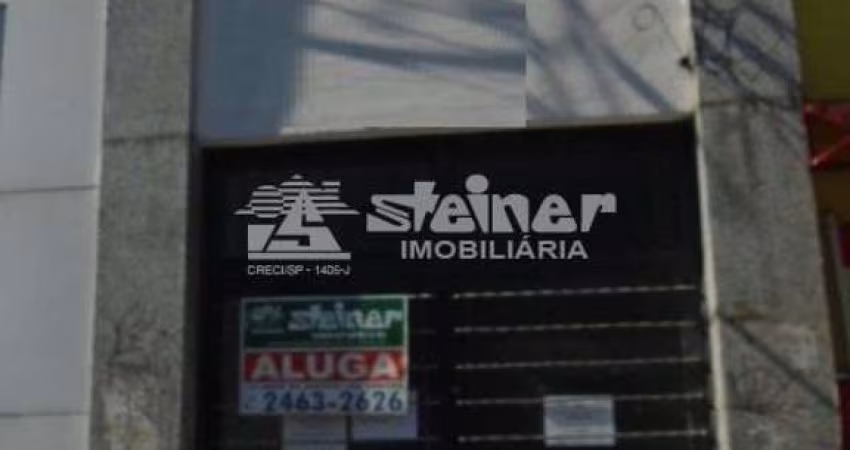 steiner
IMOBILIÁRIA
CRECI/SP - 1405-J
steiner
ALUGA
2463-2626